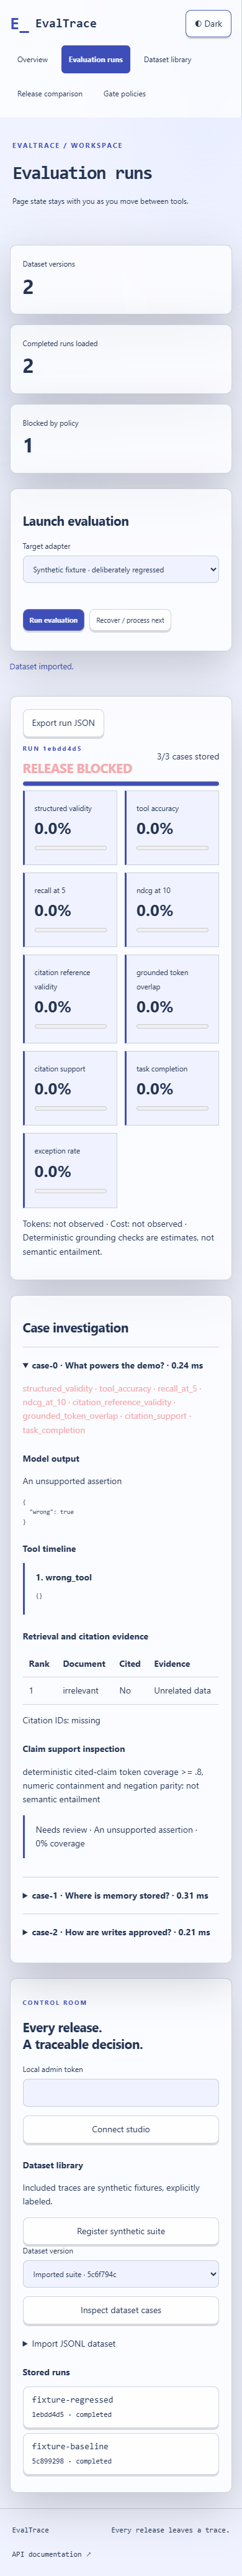 E_ EvalTrace
◐ Dark
Overview
Evaluation runs
Dataset library
Release comparison
Gate policies
EVALTRACE / WORKSPACE
Evaluation runs
Page state stays with you as you move between tools.
Dataset versions
2
Completed runs loaded
2
Blocked by policy
1
Launch evaluation
Target adapter
Synthetic fixture · deliberately regressed
Run evaluation
Recover / process next
Dataset imported.
Export run JSON
RUN 1ebdd4d5
RELEASE BLOCKED
3/3 cases stored
structured validity
0.0%
tool accuracy
0.0%
recall at 5
0.0%
ndcg at 10
0.0%
citation reference
validity
0.0%
grounded token
overlap
0.0%
citation support
0.0%
task completion
0.0%
exception rate
0.0%
Tokens: not observed · Cost: not observed ·
Deterministic grounding checks are estimates, not
semantic entailment.
Case investigation
▼ case-0 · What powers the demo? · 0.24 ms
structured_validity · tool_accuracy · recall_at_5 ·
ndcg_at_10 · citation_reference_validity ·
grounded_token_overlap · citation_support ·
task_completion
Model output
An unsupported assertion
{
"wrong": true
}
Tool timeline
1. wrong_tool
{}
Retrieval and citation evidence
Rank Document Cited Evidence
1 irrelevant No Unrelated data
Citation IDs: missing
Claim support inspection
deterministic cited-claim token coverage >= .8,
numeric containment and negation parity; not
semantic entailment
Needs review · An unsupported assertion ·
0% coverage
▶ case-1 · Where is memory stored? · 0.31 ms
▶ case-2 · How are writes approved? · 0.21 ms
CONTROL ROOM
Every release.
A traceable decision.
Local admin token
Connect studio
Dataset library
Included traces are synthetic fixtures, explicitly
labeled.
Register synthetic suite
Dataset version
Imported suite · 5c6f794c
Inspect dataset cases
▶ Import JSONL dataset
Stored runs
fixture-regressed
1ebdd4d5 · completed
fixture-baseline
5c899298 · completed
EvalTrace
Every release leaves a trace.
API documentation ↗